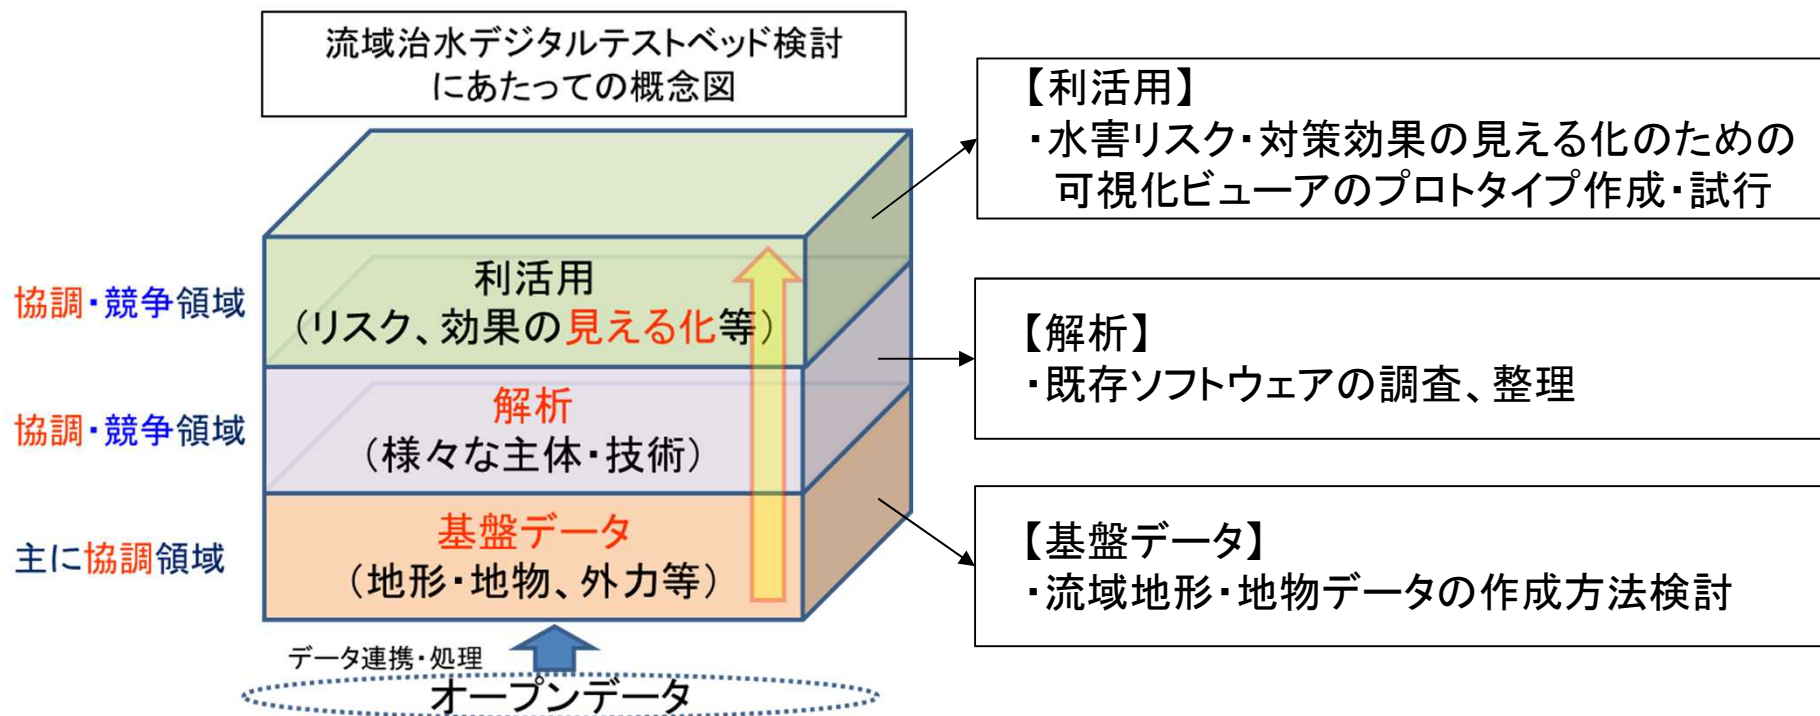 流域治水デジタルテストベッド検討
にあたっての概念図
協調・競争領域
利活用
（リスク、効果の見える化等）
協調・競争領域
解析
（様々な主体・技術）
主に協調領域
基盤データ
（地形・地物、外力等）
データ連携・処理
オープンデータ
【利活用】
・水害リスク・対策効果の見える化のための
可視化ビューアのプロトタイプ作成・試行
【解析】
・既存ソフトウェアの調査、整理
【基盤データ】
・流域地形・地物データの作成方法検討